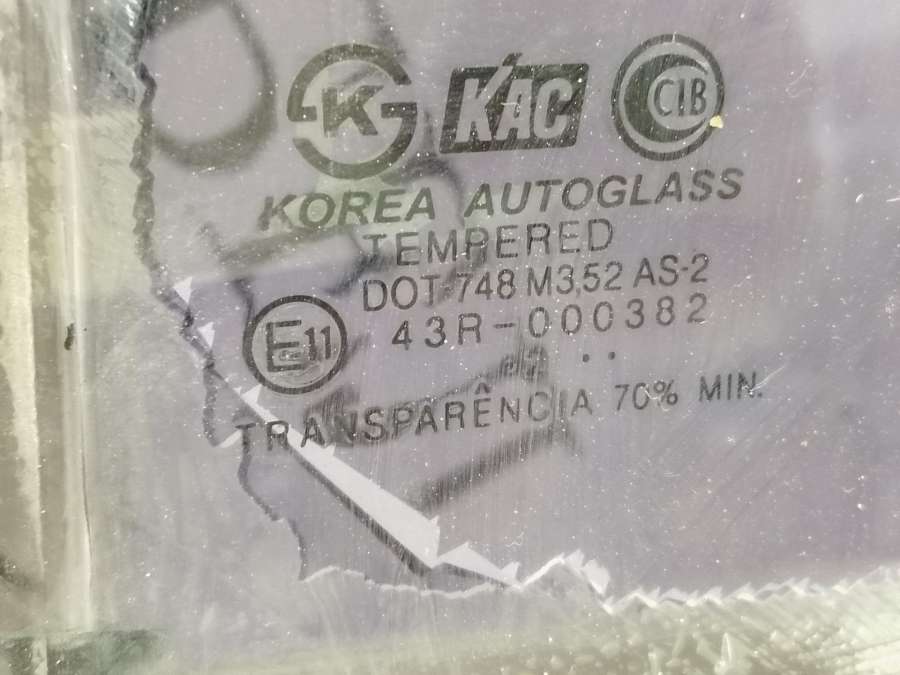 K KAC CIB
KOREA AUTOGLASS
TEMPERED
DOT-748 M3,52 AS-2
E11 43R-000382
..
TRANSPARÊNCIA 70% MIN.